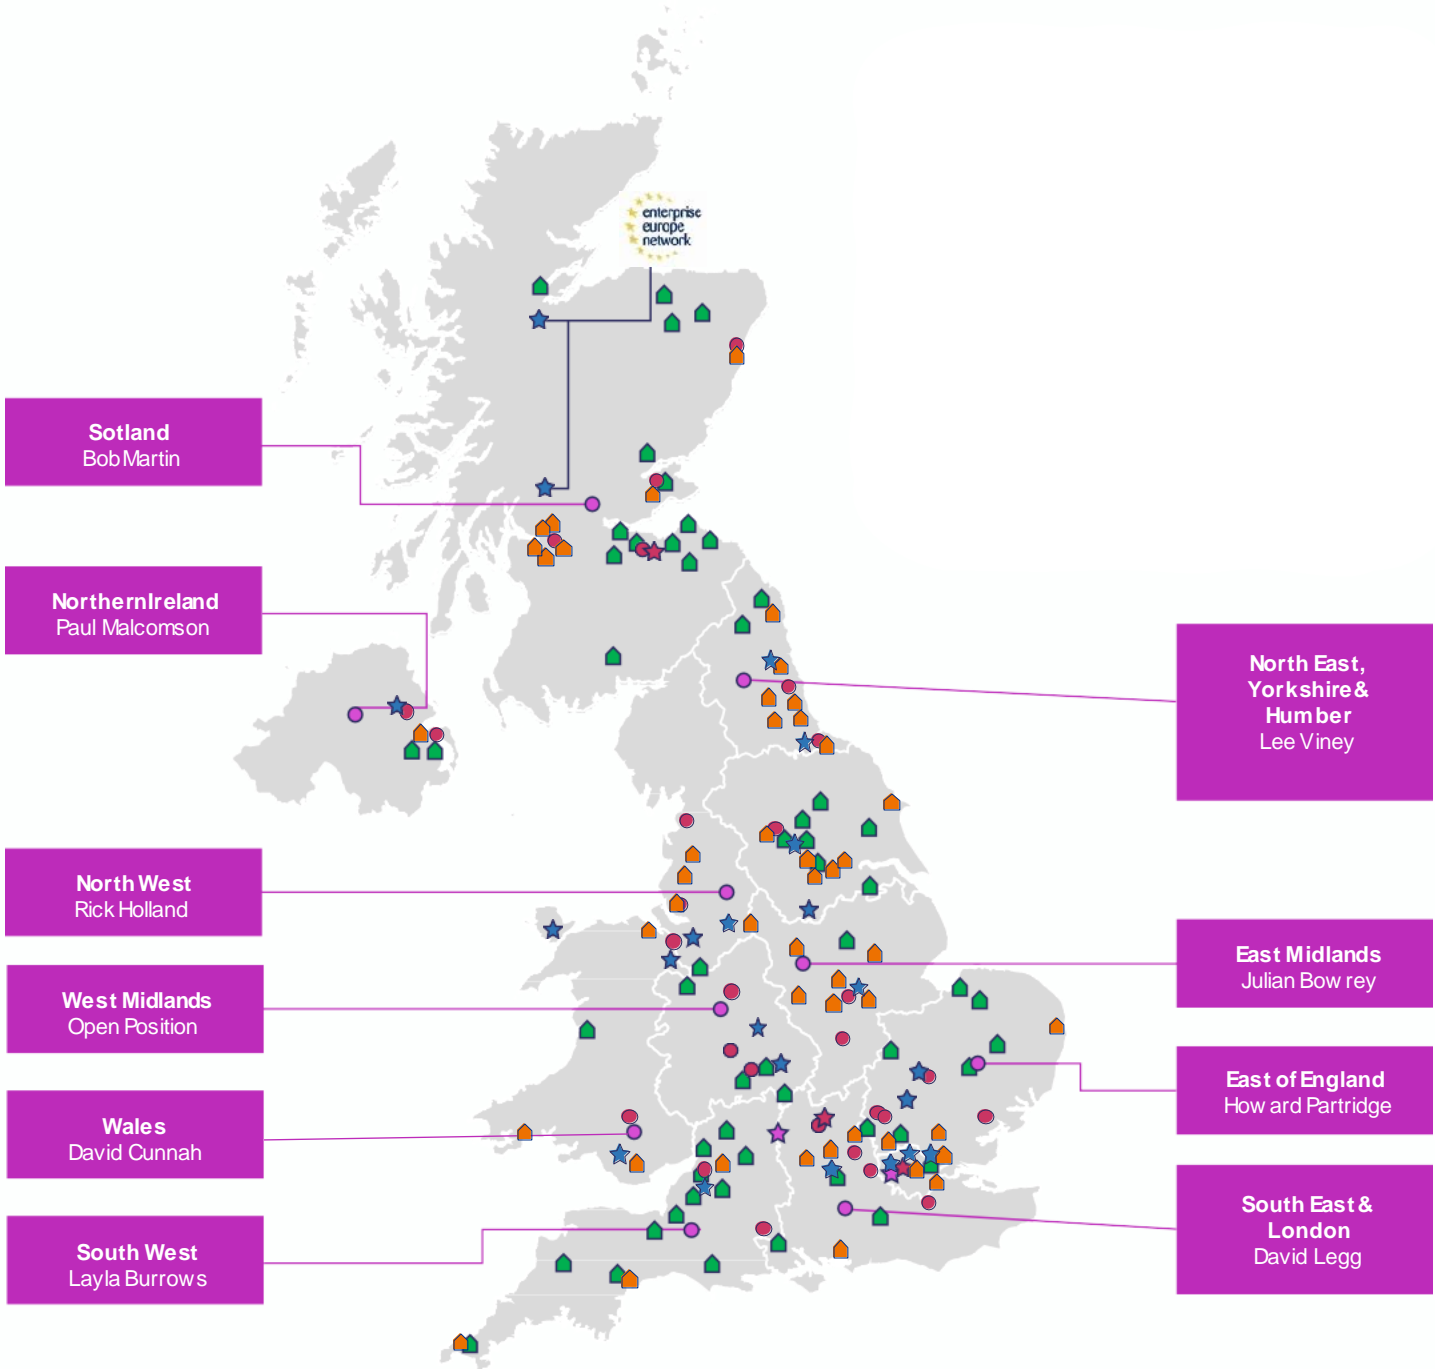 enterprise
europe
network
Sotland
Bob Martin
Northern Ireland
Paul Malcomson
North East,
Yorkshire &
Humber
Lee Viney
North West
Rick Holland
East Midlands
Julian Bowrey
West Midlands
Open Position
East of England
Howard Partridge
Wales
David Cunnah
South East &
London
David Legg
South West
Layla Burrows